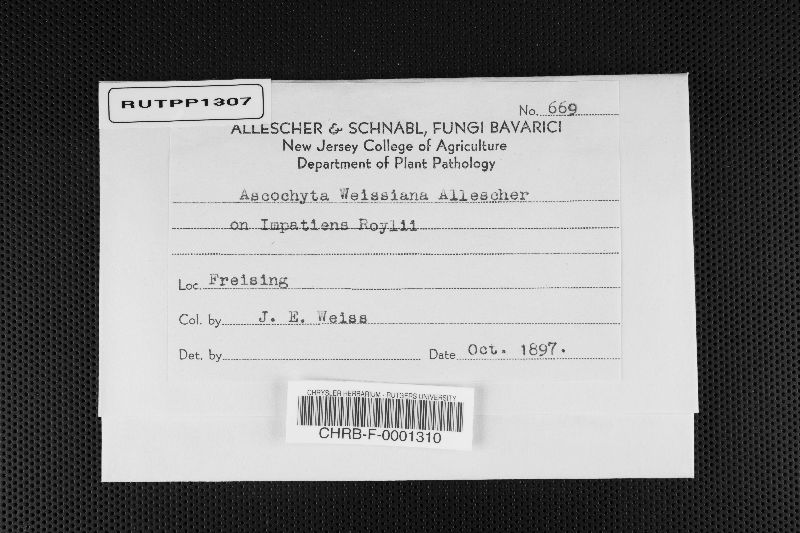 RUTPP1307
No. 669
ALLESCHER & SCHNABL, FUNGI BAVARICI
New Jersey College of Agriculture
Department of Plant Pathology
Ascochyta Weissiana Allescher
on Impatiens Roylii
Loc. Freising
Col. by J. E. Weiss
Det. by Date Oct. 1897.
CHRYSLER HERBARIUM - RUTGERS UNIVERSITY
CHRB-F-0001310